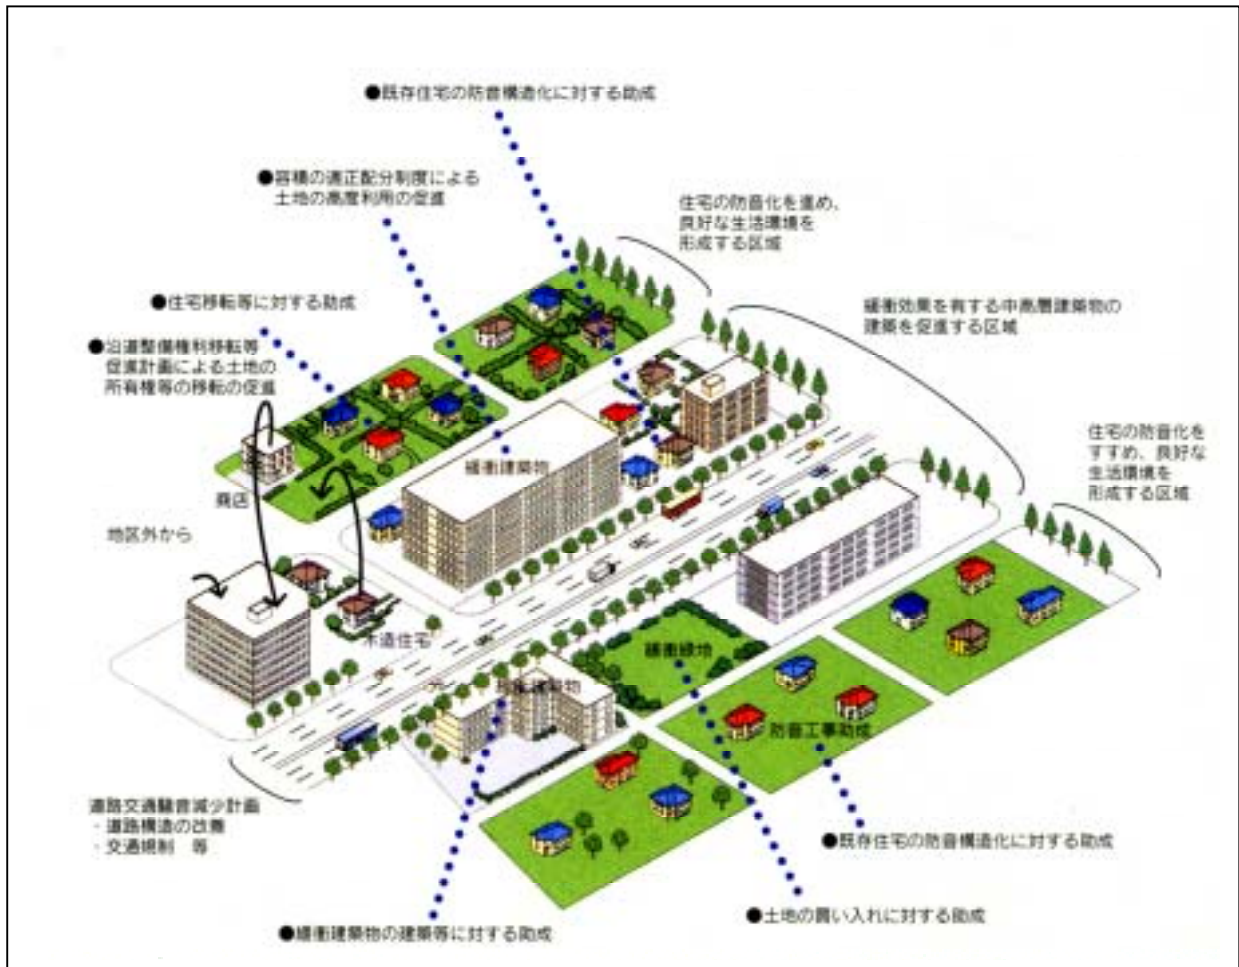 ●既存住宅の防音構造化に対する助成
●容積の適正配分制度による
土地の高度利用の促進
住宅の防音化を進め、
良好な生活環境を
形成する区域
●住宅移転等に対する助成
緩衝効果を有する中高層建築物の
建築を促進する区域
●沿道整備権利移転等
促進計画による土地の
所有権等の移転の促進
住宅の防音化を
すすめ、良好な
生活環境を
形成する区域
緩衝建築物
商店
地区外から
木造住宅
緩衝緑地
緩衝建築物
防音工事助成
道路交通騒音減少計画
・道路構造の改善
・交通規制 等
●既存住宅の防音構造化に対する助成
●土地の買い入れに対する助成
●緩衝建築物の建築等に対する助成